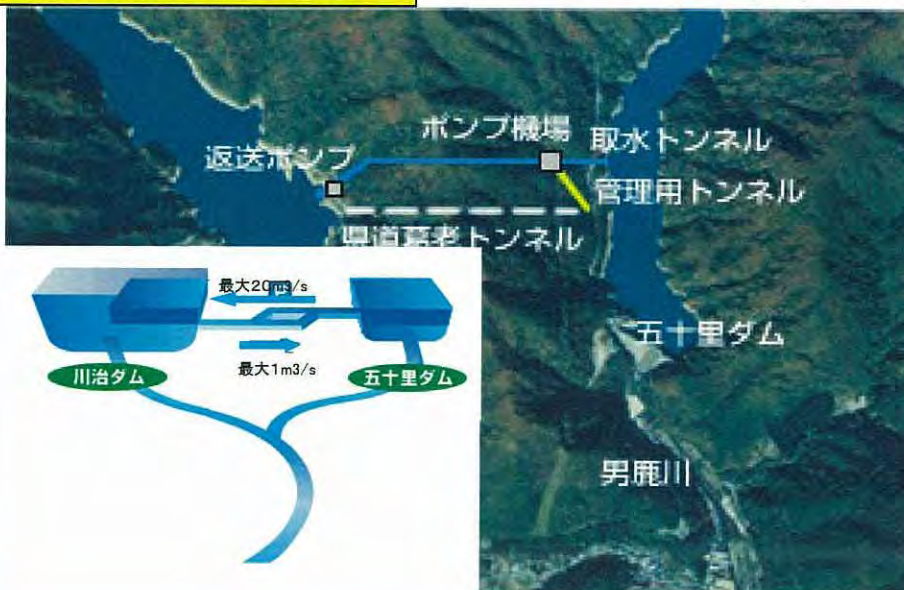 ポンプ機場
取水トンネル
返送ポンプ
管理用トンネル
県道葛老トンネル
最大20m3/s
五十里ダム
最大1m3/s
川治ダム
五十里ダム
男鹿川